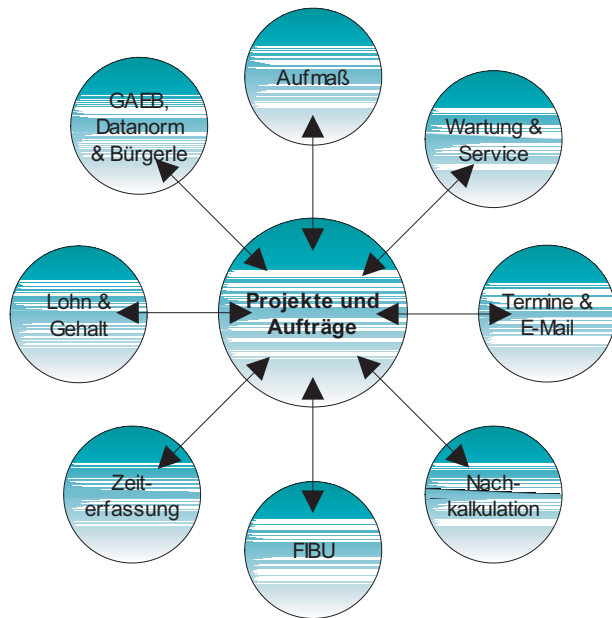 Aufmaß
GAEB,
Datanorm
& Bürgerle
Wartung &
Service
Projekte und
Aufträge
Lohn &
Gehalt
Termine &
E-Mail
Zeit-
erfassung
Nach-
kalkulation
FIBU